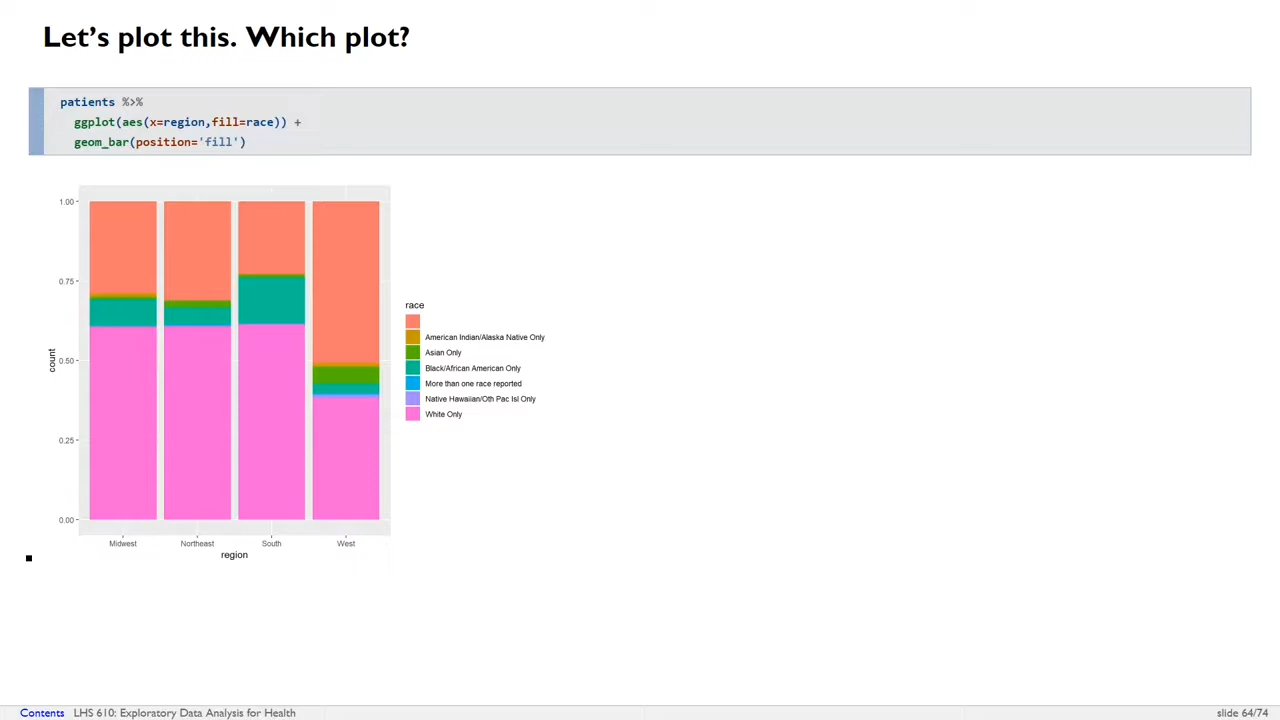 Let's plot this. Which plot?
patients %>%
ggplot(aes(x=region,fill=race)) +
geom_bar(position='fill')
1.00
0.75
0.50
0.25
0.00
count
Midwest Northeast South West
region
race
American Indian/Alaska Native Only
Asian Only
Black/African American Only
More than one race reported
Native Hawaiian/Oth Pac Isl Only
White Only
Contents LHS 610: Exploratory Data Analysis for Health slide 64/74